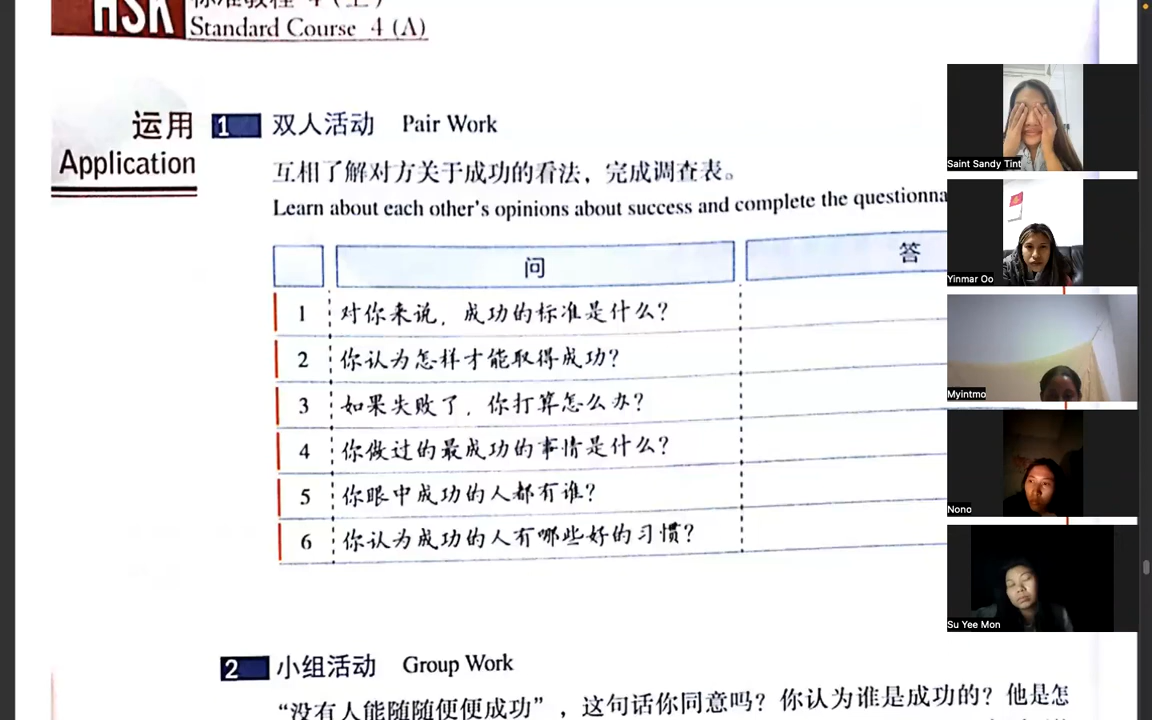 HSK 标准教程 4 (上)
Standard Course 4 (A)
运用
Application
1 双人活动 Pair Work
互相了解对方关于成功的看法，完成调查表。
Learn about each other's opinions about success and complete the questionna
问 答
1 对你来说，成功的标准是什么？
2 你认为怎样才能取得成功？
3 如果失败了，你打算怎么办？
4 你做过的最成功的事情是什么？
5 你眼中成功的人都有谁？
6 你认为成功的人有哪些好的习惯？
2 小组活动 Group Work
“没有人能随随便便成功”，这句话你同意吗？你认为谁是成功的？他是怎
Saint Sandy Tint
Yinmar Oo
Myintmo
Nono
Su Yee Mon